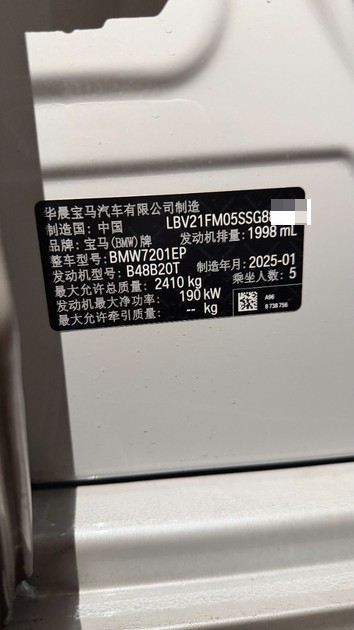 华晨宝马汽车有限公司制造
制造国: 中国 LBV21FM05SSG8
品牌: 宝马(BMW)牌 发动机排量: 1998 mL
整车型号: BMW7201EP
发动机型号: B48B20T 制造年月: 2025-01
最大允许总质量: 2410 kg 乘坐人数: 5
发动机最大净功率: 190 kW
最大允许牵引质量: -- kg
A96
8 738 756